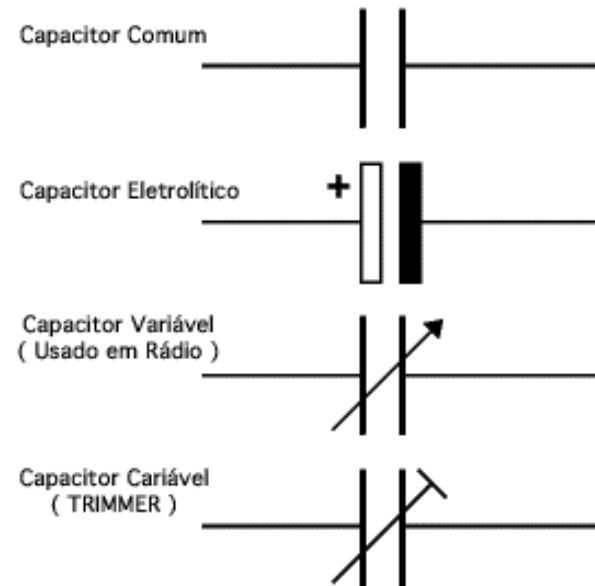 Capacitor Comum
Capacitor Eletrolítico
+
Capacitor Variável
( Usado em Rádio )
Capacitor Cariável
( TRIMMER )